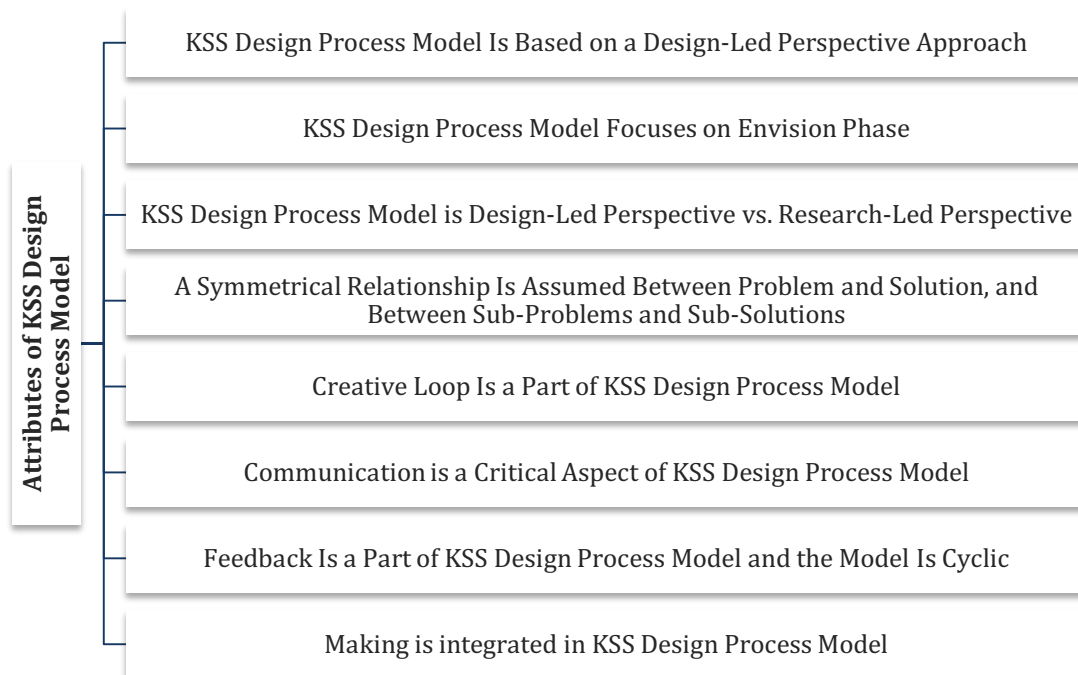 Attributes of KSS Design
Process Model
KSS Design Process Model Is Based on a Design-Led Perspective Approach
KSS Design Process Model Focuses on Envision Phase
KSS Design Process Model is Design-Led Perspective vs. Research-Led Perspective
A Symmetrical Relationship Is Assumed Between Problem and Solution, and
Between Sub-Problems and Sub-Solutions
Creative Loop Is a Part of KSS Design Process Model
Communication is a Critical Aspect of KSS Design Process Model
Feedback Is a Part of KSS Design Process Model and the Model Is Cyclic
Making is integrated in KSS Design Process Model